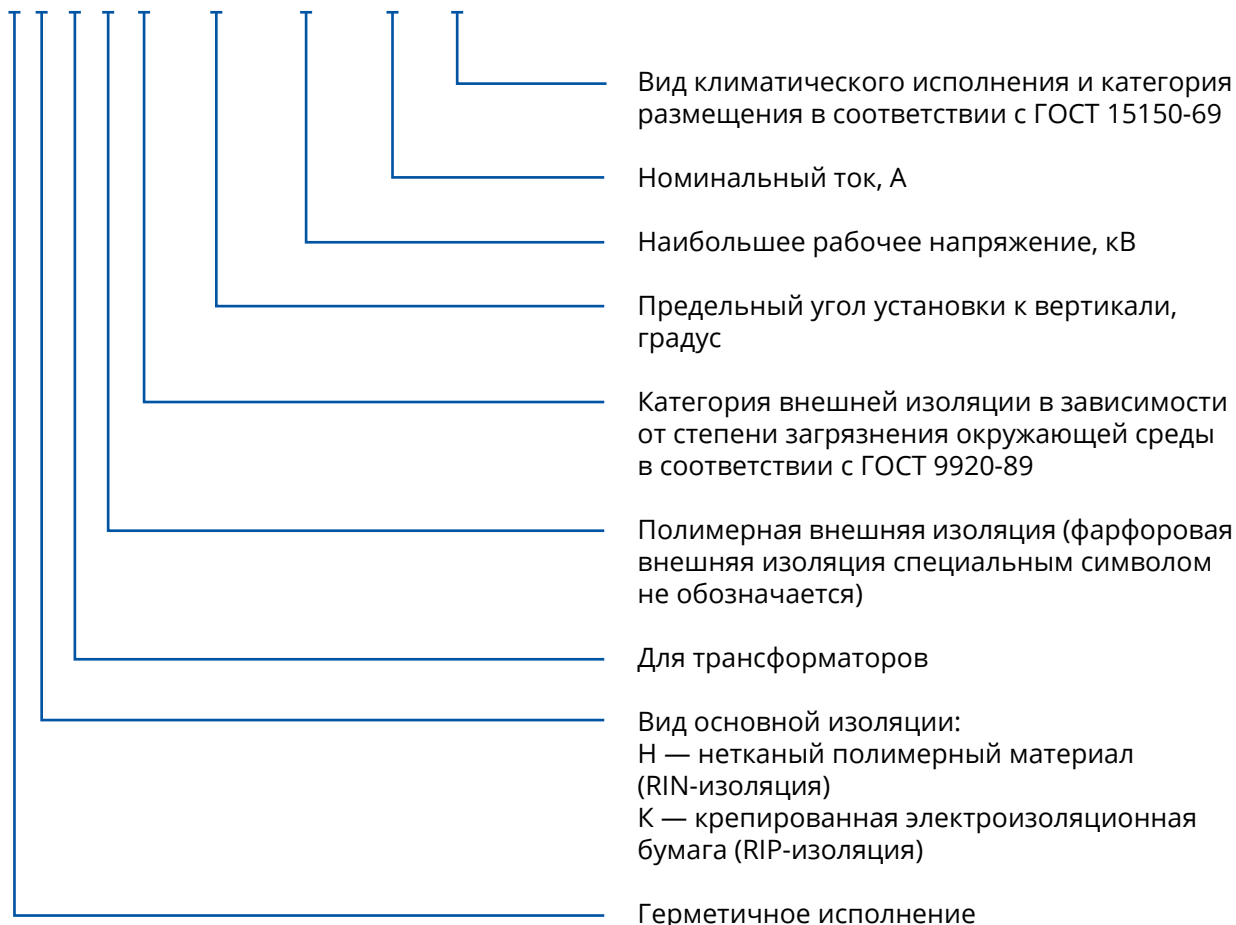 Вид климатического исполнения и категория
размещения в соответствии с ГОСТ 15150-69
Номинальный ток, А
Наибольшее рабочее напряжение, кВ
Предельный угол установки к вертикали,
градус
Категория внешней изоляции в зависимости
от степени загрязнения окружающей среды
в соответствии с ГОСТ 9920-89
Полимерная внешняя изоляция (фарфоровая
внешняя изоляция специальным символом
не обозначается)
Для трансформаторов
Вид основной изоляции:
Н — нетканый полимерный материал
(RIN-изоляция)
К — крепированная электроизоляционная
бумага (RIP-изоляция)
Герметичное исполнение